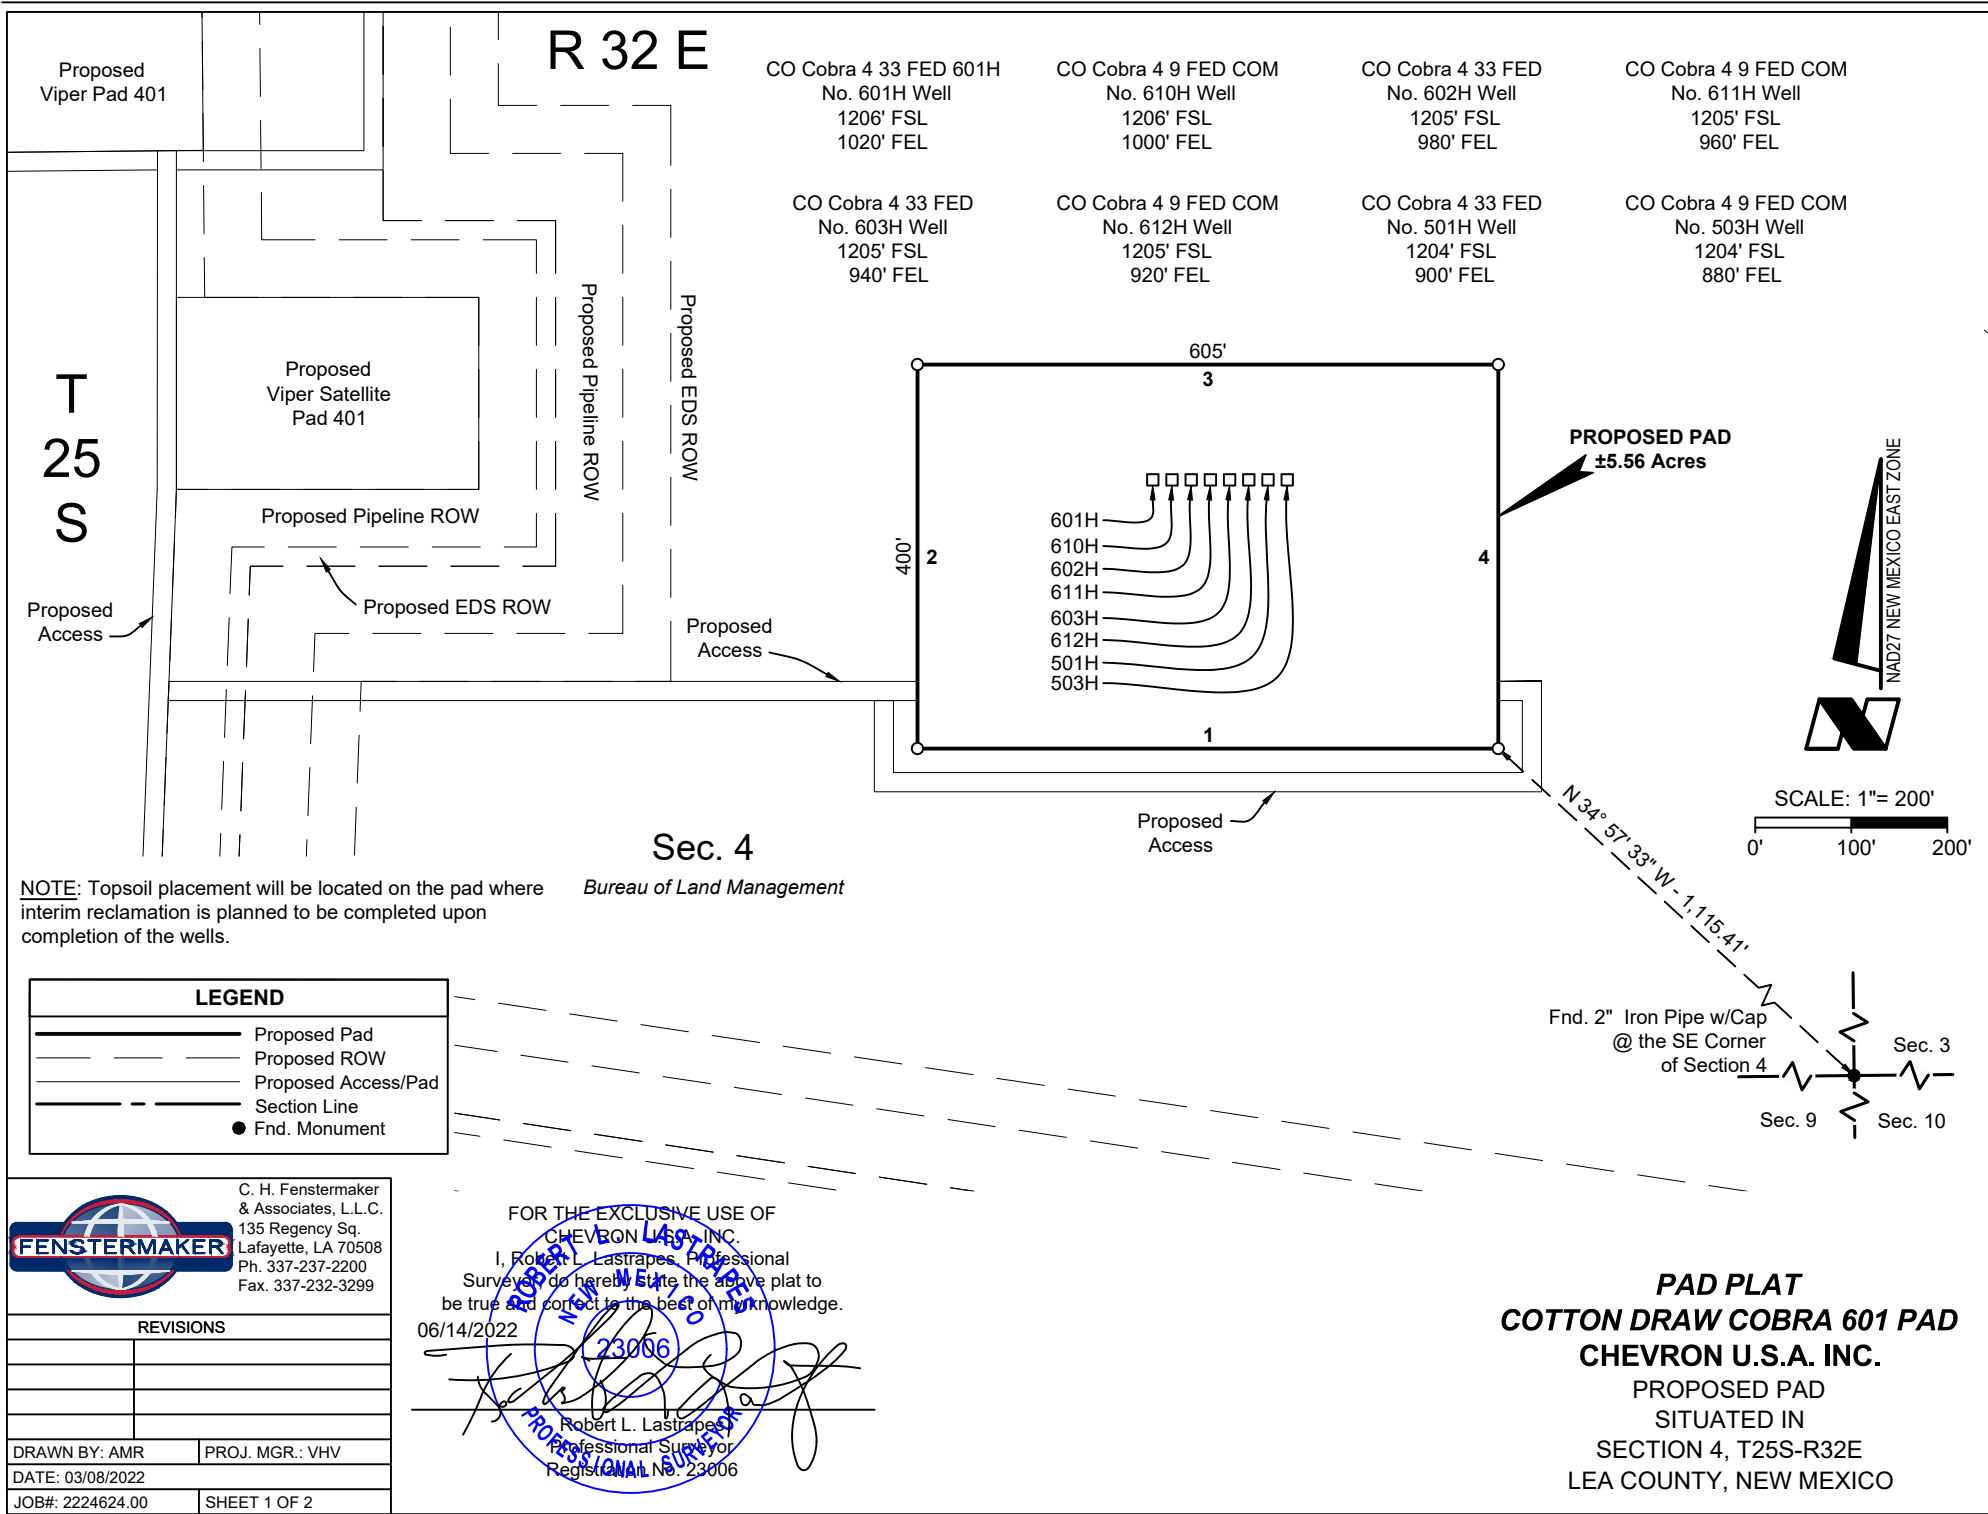 R 32 E
Proposed
Viper Pad 401
CO Cobra 4 33 FED 601H
No. 601H Well
1206' FSL
1020' FEL
CO Cobra 4 9 FED COM
No. 610H Well
1206' FSL
1000' FEL
CO Cobra 4 33 FED
No. 602H Well
1205' FSL
980' FEL
CO Cobra 4 9 FED COM
No. 611H Well
1205' FSL
960' FEL
CO Cobra 4 33 FED
No. 603H Well
1205' FSL
940' FEL
CO Cobra 4 9 FED COM
No. 612H Well
1205' FSL
920' FEL
CO Cobra 4 33 FED
No. 501H Well
1204' FSL
900' FEL
CO Cobra 4 9 FED COM
No. 503H Well
1204' FSL
880' FEL
T
25
S
Proposed
Viper Satellite
Pad 401
Proposed Pipeline ROW
Proposed EDS ROW
Proposed Pipeline ROW
Proposed EDS ROW
Proposed
Access
Proposed
Access
605'
3
400'
2
4
1
601H
610H
602H
611H
603H
612H
501H
503H
PROPOSED PAD
±5.56 Acres
NAD27 NEW MEXICO EAST ZONE
N
SCALE: 1"= 200'
0'
100'
200'
Proposed
Access
N 34° 57' 33" W - 1,115.41'
Sec. 4
Bureau of Land Management
NOTE: Topsoil placement will be located on the pad where
interim reclamation is planned to be completed upon
completion of the wells.
LEGEND
Proposed Pad
Proposed ROW
Proposed Access/Pad
Section Line
Fnd. Monument
Fnd. 2" Iron Pipe w/Cap
@ the SE Corner
of Section 4
Sec. 3
Sec. 9
Sec. 10
FENSTERMAKER
C. H. Fenstermaker
& Associates, L.L.C.
135 Regency Sq.
Lafayette, LA 70508
Ph. 337-237-2200
Fax. 337-232-3299
REVISIONS
DRAWN BY: AMR
PROJ. MGR.: VHV
DATE: 03/08/2022
JOB#: 2224624.00
SHEET 1 OF 2
FOR THE EXCLUSIVE USE OF
CHEVRON U.S.A. INC.
I, Robert L. Lastrapes, Professional
Surveyor, do hereby state the above plat to
be true and correct to the best of my knowledge.
06/14/2022
ROBERT L. LASTRAPES
NEW MEXICO
23006
PROFESSIONAL SURVEYOR
Robert L. Lastrapes
Professional Surveyor
Registration No. 23006
PAD PLAT
COTTON DRAW COBRA 601 PAD
CHEVRON U.S.A. INC.
PROPOSED PAD
SITUATED IN
SECTION 4, T25S-R32E
LEA COUNTY, NEW MEXICO